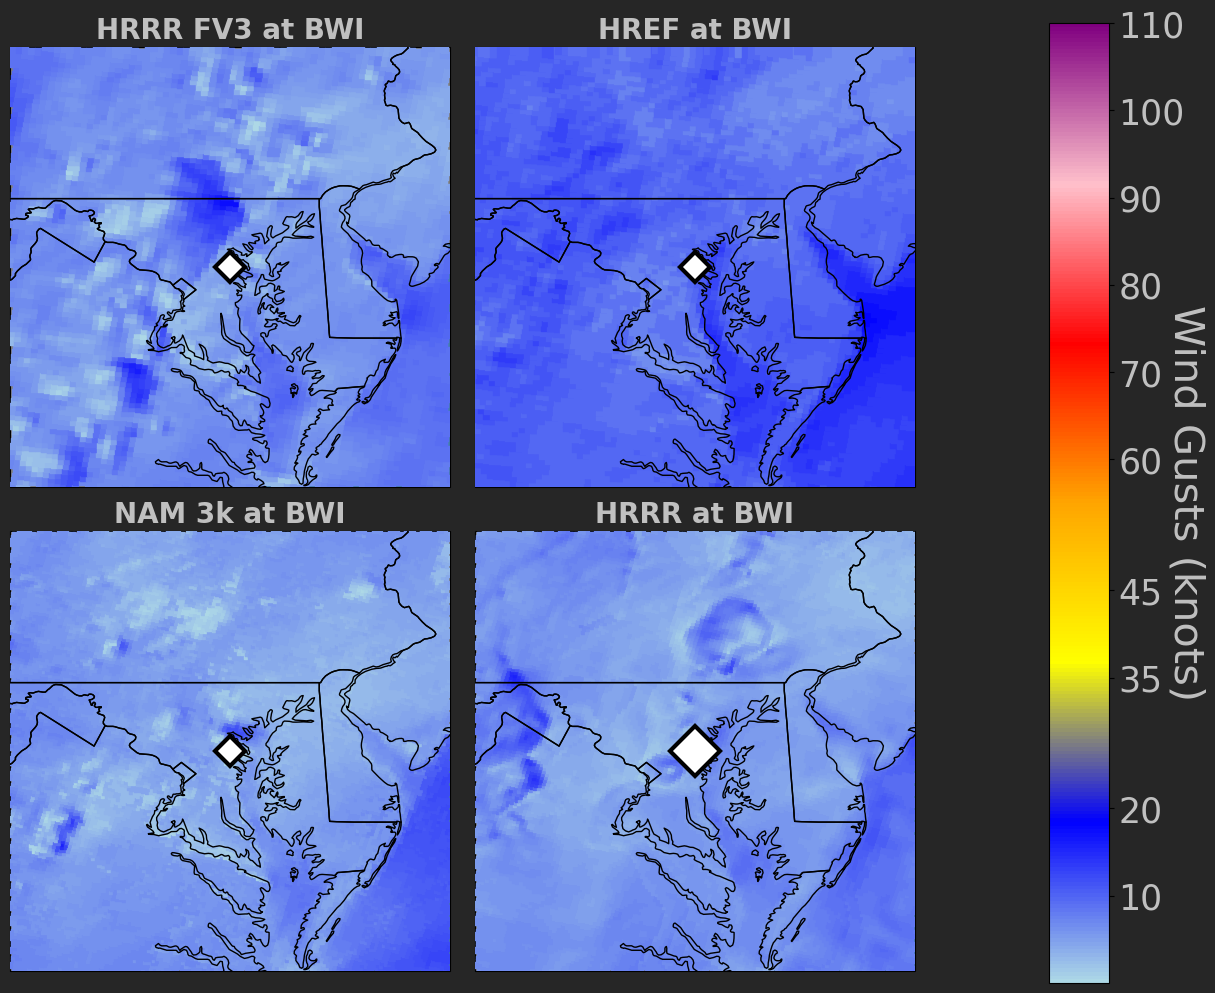 HRRR FV3 at BWI
HREF at BWI
NAM 3k at BWI
HRRR at BWI
110
100
90
80
70
60
45
35
20
10
Wind Gusts (knots)